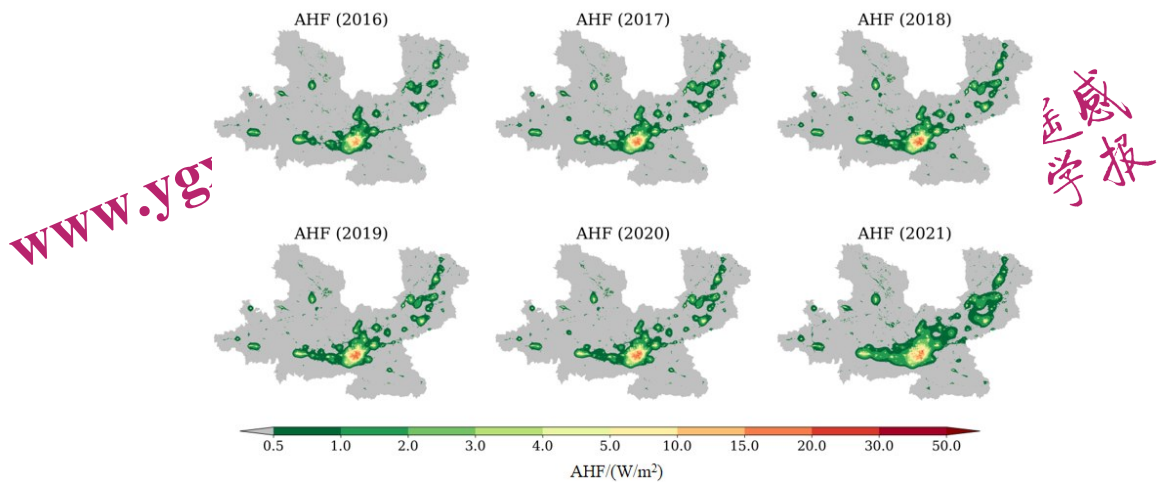 AHF (2016)
AHF (2017)
AHF (2018)
遥感
学报
www.yg
AHF (2019)
AHF (2020)
AHF (2021)
0.5
1.0
2.0
3.0
4.0
5.0
10.0
15.0
20.0
30.0
50.0
AHF/(W/m²)